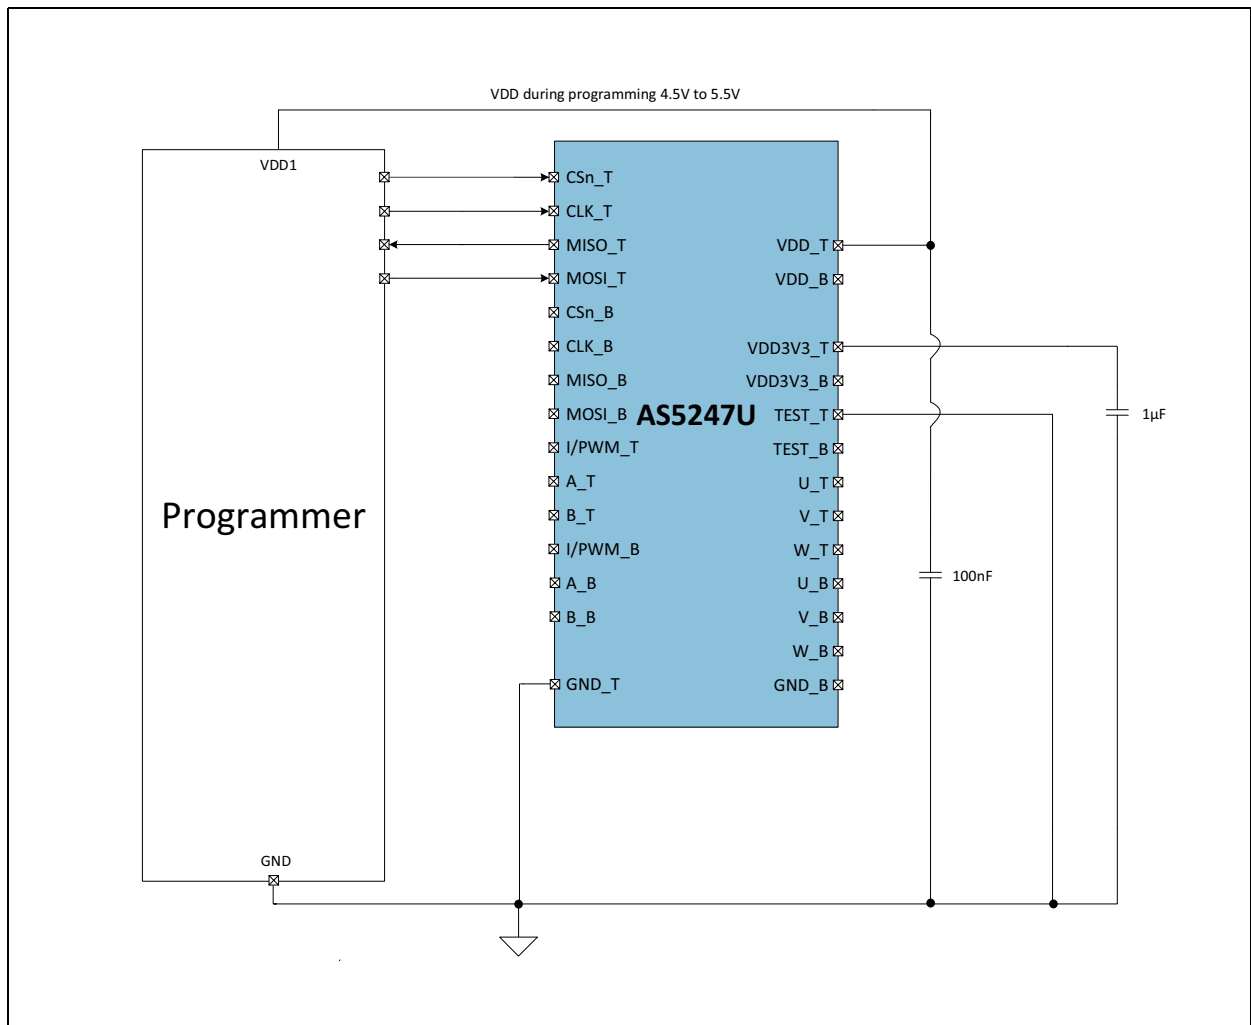 VDD during programming 4.5V to 5.5V
VDD1
Programmer
GND
CSn_T
CLK_T
MISO_T
MOSI_T
CSn_B
CLK_B
MISO_B
MOSI_B
I/PWM_T
A_T
B_T
I/PWM_B
A_B
B_B
GND_T
AS5247U
VDD_T
VDD_B
VDD3V3_T
VDD3V3_B
TEST_T
TEST_B
U_T
V_T
W_T
U_B
V_B
W_B
GND_B
100nF
1µF